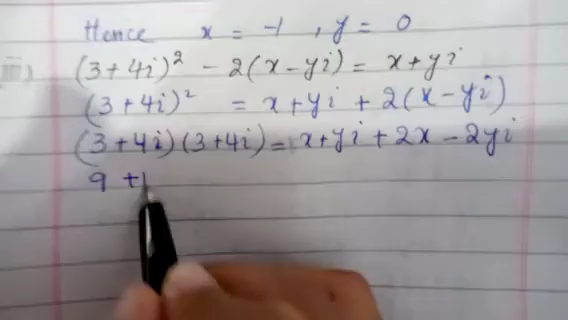 Hence x = -1 , y = 0
iii) (3+4i)² - 2(x-yi) = x+yi
(3+4i)² = x+yi + 2(x-yi)
(3+4i)(3+4i) = x+yi+2x-2yi
9 +1